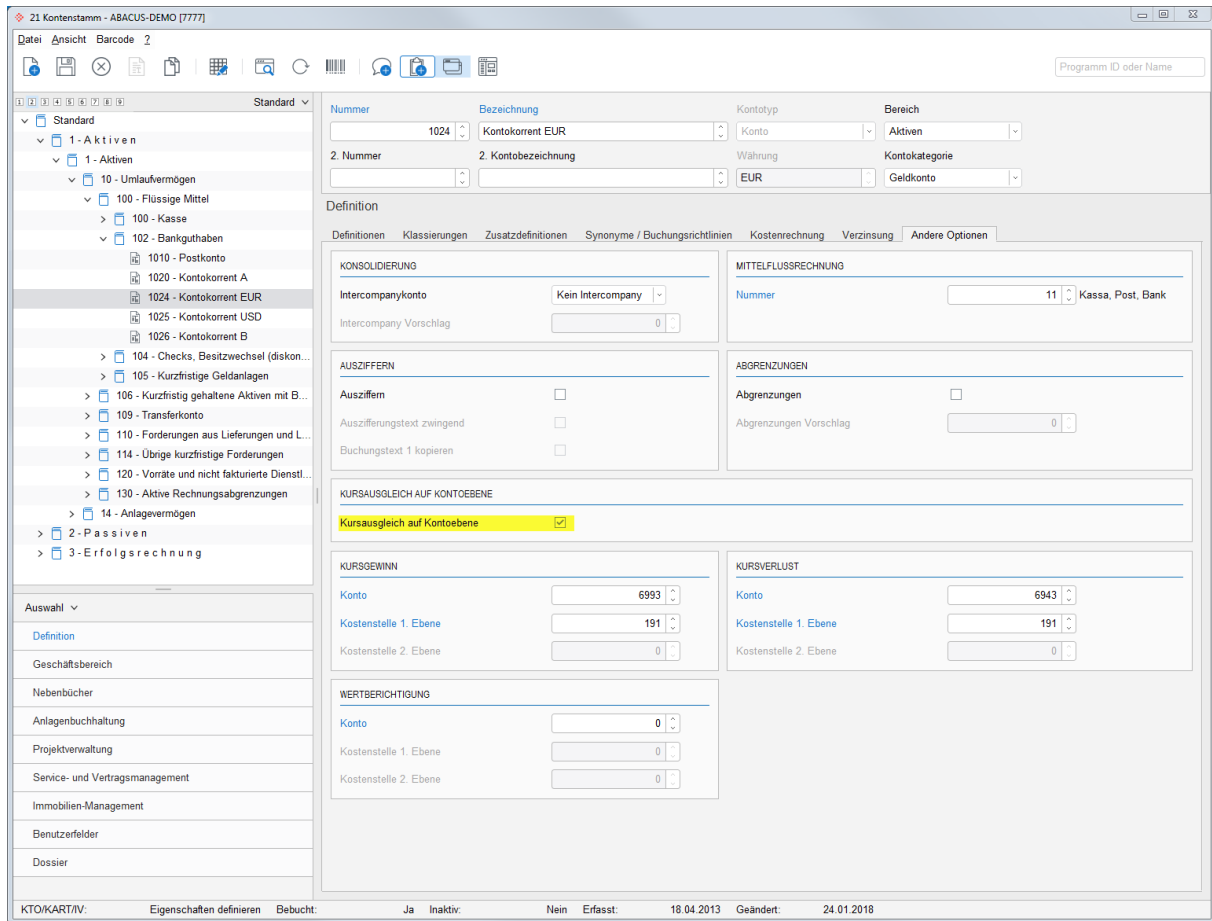 21 Kontenstamm - ABACUS-DEMO [7777]
Datei Ansicht Barcode ?
Programm ID oder Name
1 2 3 4 5 6 7 8 9 Standard
Standard
1 - A k t i v e n
1 - Aktiven
10 - Umlaufvermögen
100 - Flüssige Mittel
100 - Kasse
102 - Bankguthaben
1010 - Postkonto
1020 - Kontokorrent A
1024 - Kontokorrent EUR
1025 - Kontokorrent USD
1026 - Kontokorrent B
104 - Checks, Besitzwechsel (diskon...
105 - Kurzfristige Geldanlagen
106 - Kurzfristig gehaltene Aktiven mit B...
109 - Transferkonto
110 - Forderungen aus Lieferungen und L...
114 - Übrige kurzfristige Forderungen
120 - Vorräte und nicht fakturierte Dienstl...
130 - Aktive Rechnungsabgrenzungen
14 - Anlagevermögen
2 - P a s s i v e n
3 - E r f o l g s r e c h n u n g
Auswahl
Definition
Geschäftsbereich
Nebenbücher
Anlagenbuchhaltung
Projektverwaltung
Service- und Vertragsmanagement
Immobilien-Management
Benutzerfelder
Dossier
Nummer Bezeichnung Kontotyp Bereich
1024 Kontokorrent EUR Konto Aktiven
2. Nummer 2. Kontobezeichnung Währung Kontokategorie
EUR Geldkonto
Definition
Definitionen Klassierungen Zusatzdefinitionen Synonyme / Buchungsrichtlinien Kostenrechnung Verzinsung Andere Optionen
KONSOLIDIERUNG
Intercompanykonto Kein Intercompany
Intercompany Vorschlag 0
MITTELFLUSSRECHNUNG
Nummer 11 Kassa, Post, Bank
AUSZIFFERN
Ausziffern
Auszifferungstext zwingend
Buchungstext 1 kopieren
ABGRENZUNGEN
Abgrenzungen
Abgrenzungen Vorschlag 0
KURSAUSGLEICH AUF KONTOEBENE
Kursausgleich auf Kontoebene
KURSGEWINN
Konto 6993
Kostenstelle 1. Ebene 191
Kostenstelle 2. Ebene 0
KURSVERLUST
Konto 6943
Kostenstelle 1. Ebene 191
Kostenstelle 2. Ebene 0
WERTBERICHTIGUNG
Konto 0
Kostenstelle 1. Ebene 0
Kostenstelle 2. Ebene 0
KTO/KART/IV: Eigenschaften definieren Bebucht: Ja Inaktiv: Nein Erfasst: 18.04.2013 Geändert: 24.01.2018